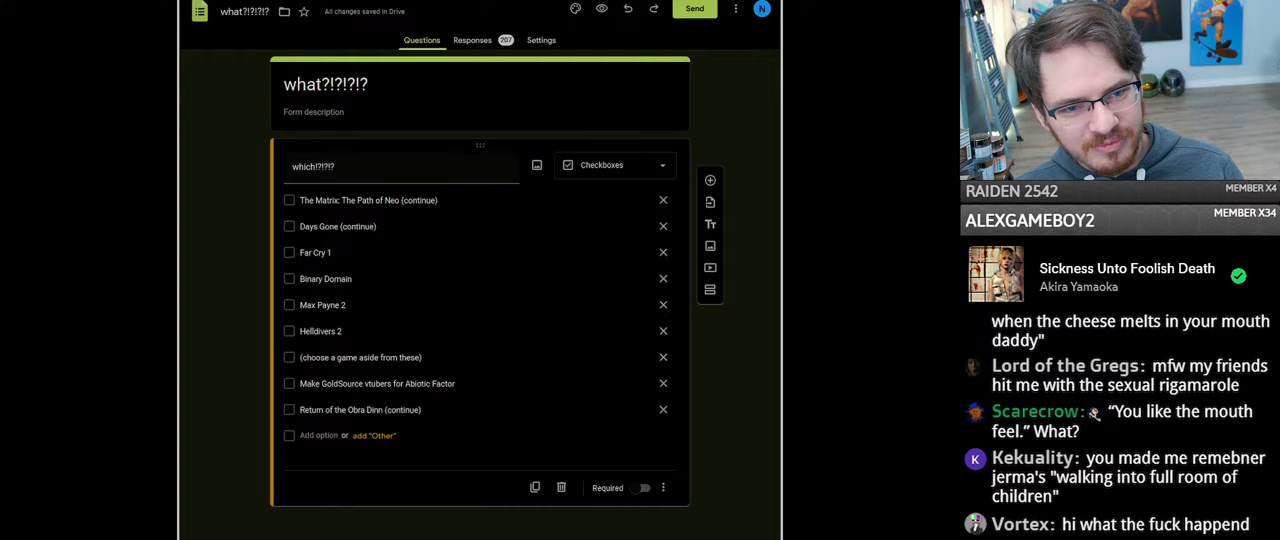 what?!?!?!?
All changes saved in Drive
Send
N
Questions
Responses 207
Settings
what?!?!?!?
Form description
which!?!?!?
Checkboxes
The Matrix: The Path of Neo (continue)
Days Gone (continue)
Far Cry 1
Binary Domain
Max Payne 2
Helldivers 2
(choose a game aside from these)
Make GoldSource vtubers for Abiotic Factor
Return of the Obra Dinn (continue)
Add option or add "Other"
Required
RAIDEN 2542
MEMBER X4
ALEXGAMEBOY2
MEMBER X34
Sickness Unto Foolish Death
Akira Yamaoka
when the cheese melts in your mouth
daddy"
Lord of the Gregs: mfw my friends
hit me with the sexual rigamarole
Scarecrow: “You like the mouth
feel.” What?
K
Kekuality: you made me remebner
jerma's "walking into full room of
children"
Vortex: hi what the fuck happend